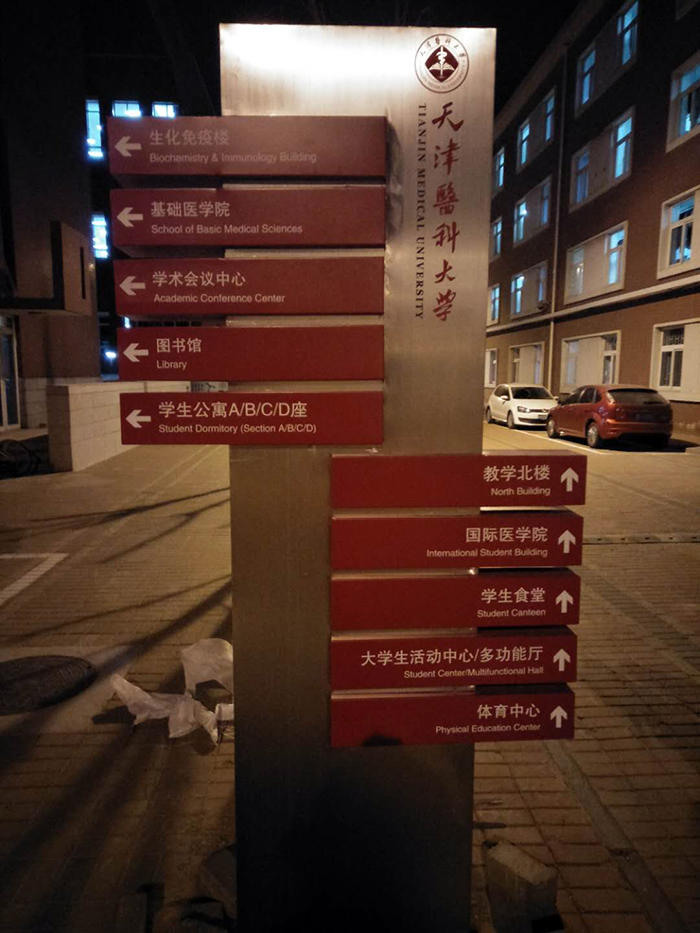 天津醫科大学
TIANJIN MEDICAL UNIVERSITY
生化免疫楼
Biochemistry & Immunology Building
基础医学院
School of Basic Medical Sciences
学术会议中心
Academic Conference Center
图书馆
Library
学生公寓A/B/C/D座
Student Dormitory (Section A/B/C/D)
教学北楼
North Building
国际医学院
International Student Building
学生食堂
Student Canteen
大学生活动中心/多功能厅
Student Center/Multifunctional Hall
体育中心
Physical Education Center